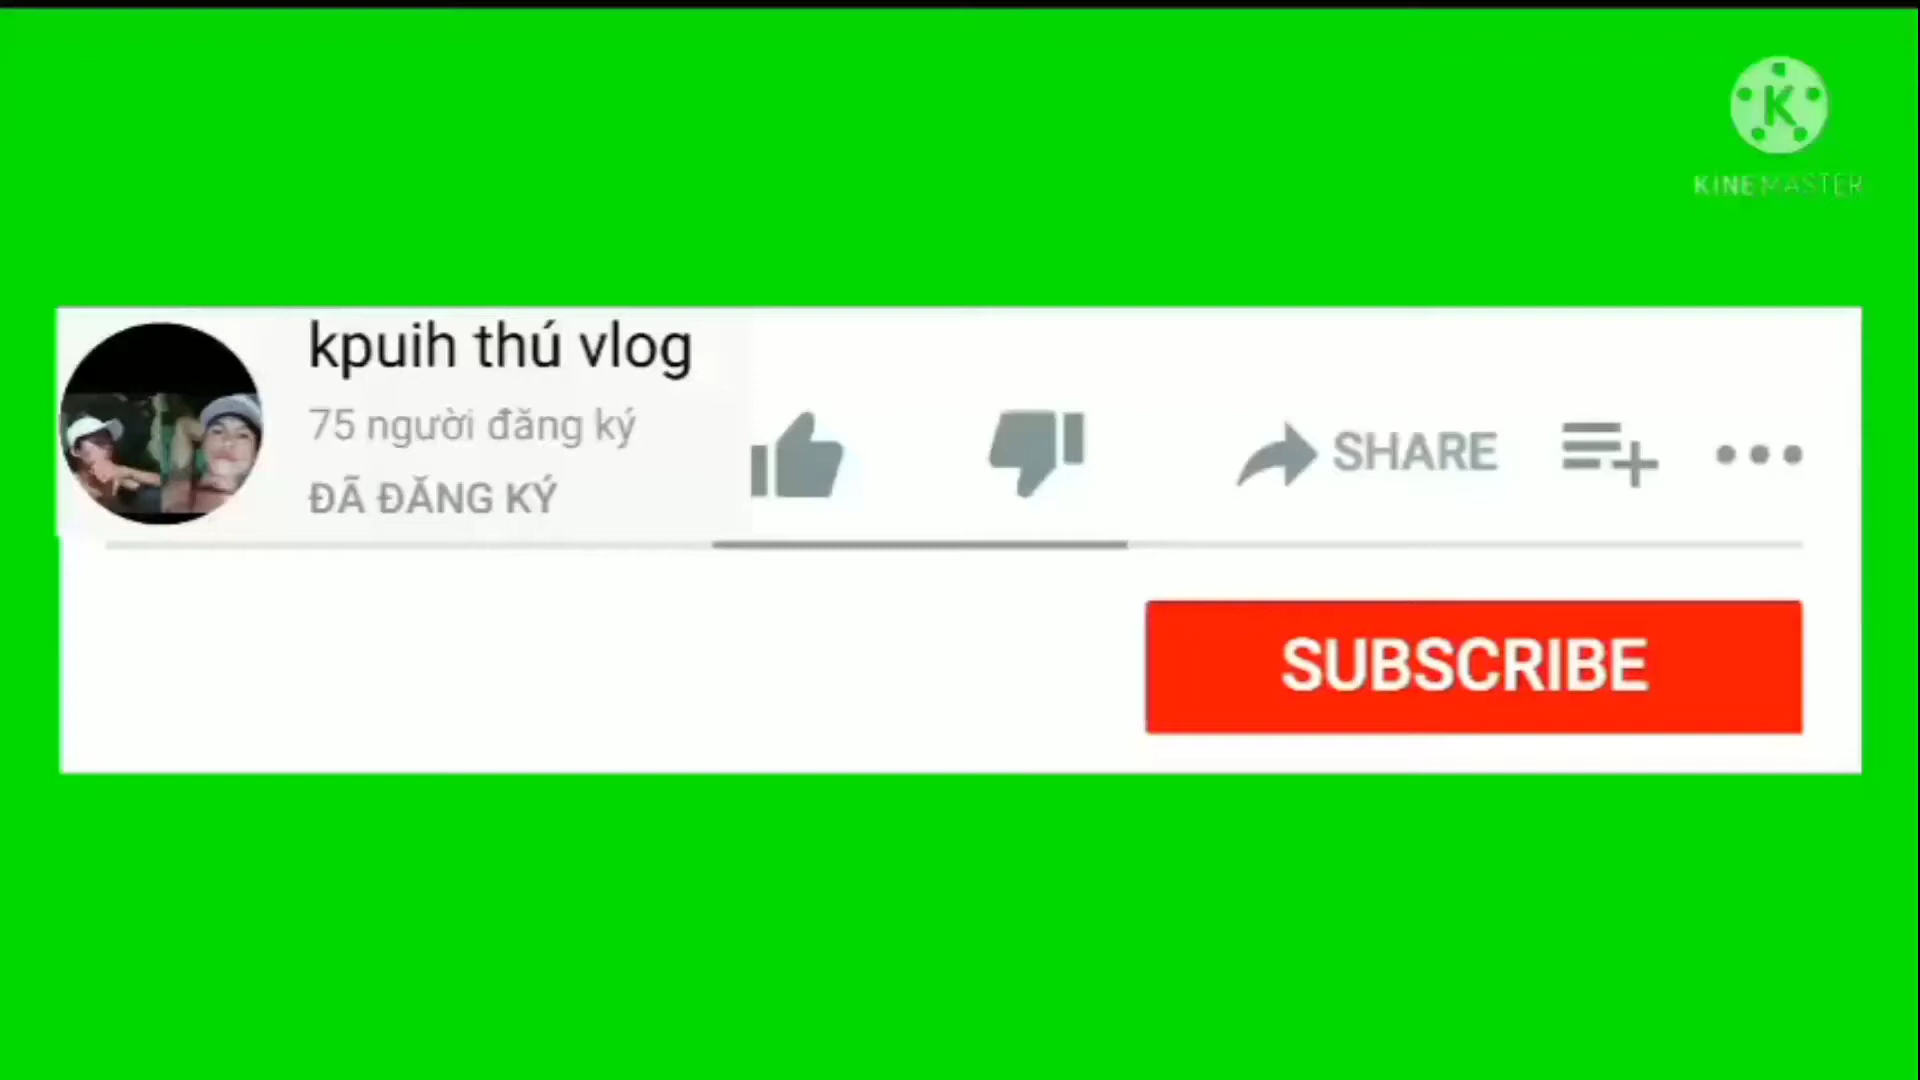 K
KINEMASTER
kpuih thú vlog
75 người đăng ký
ĐÃ ĐĂNG KÝ
SHARE
SUBSCRIBE